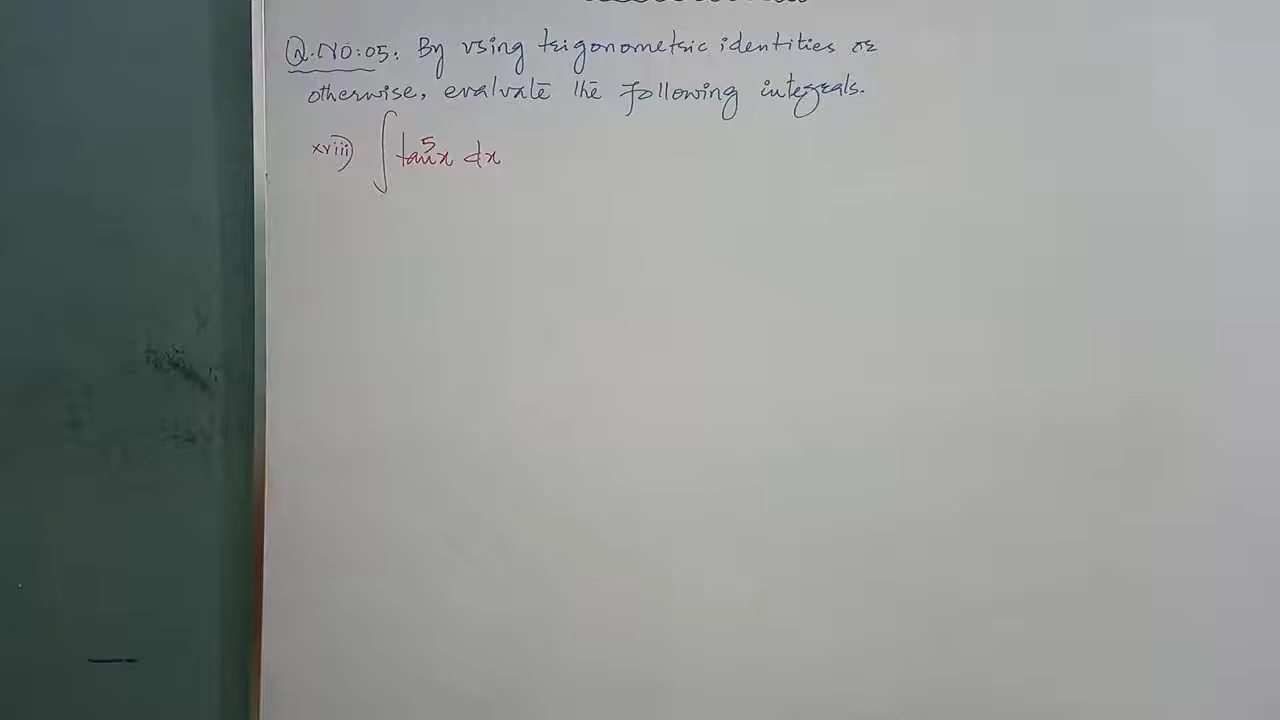 Q.NO:05. By using trigonometric identities or
otherwise, evaluate the following integrals.
xviii) ∫ tan⁵x dx